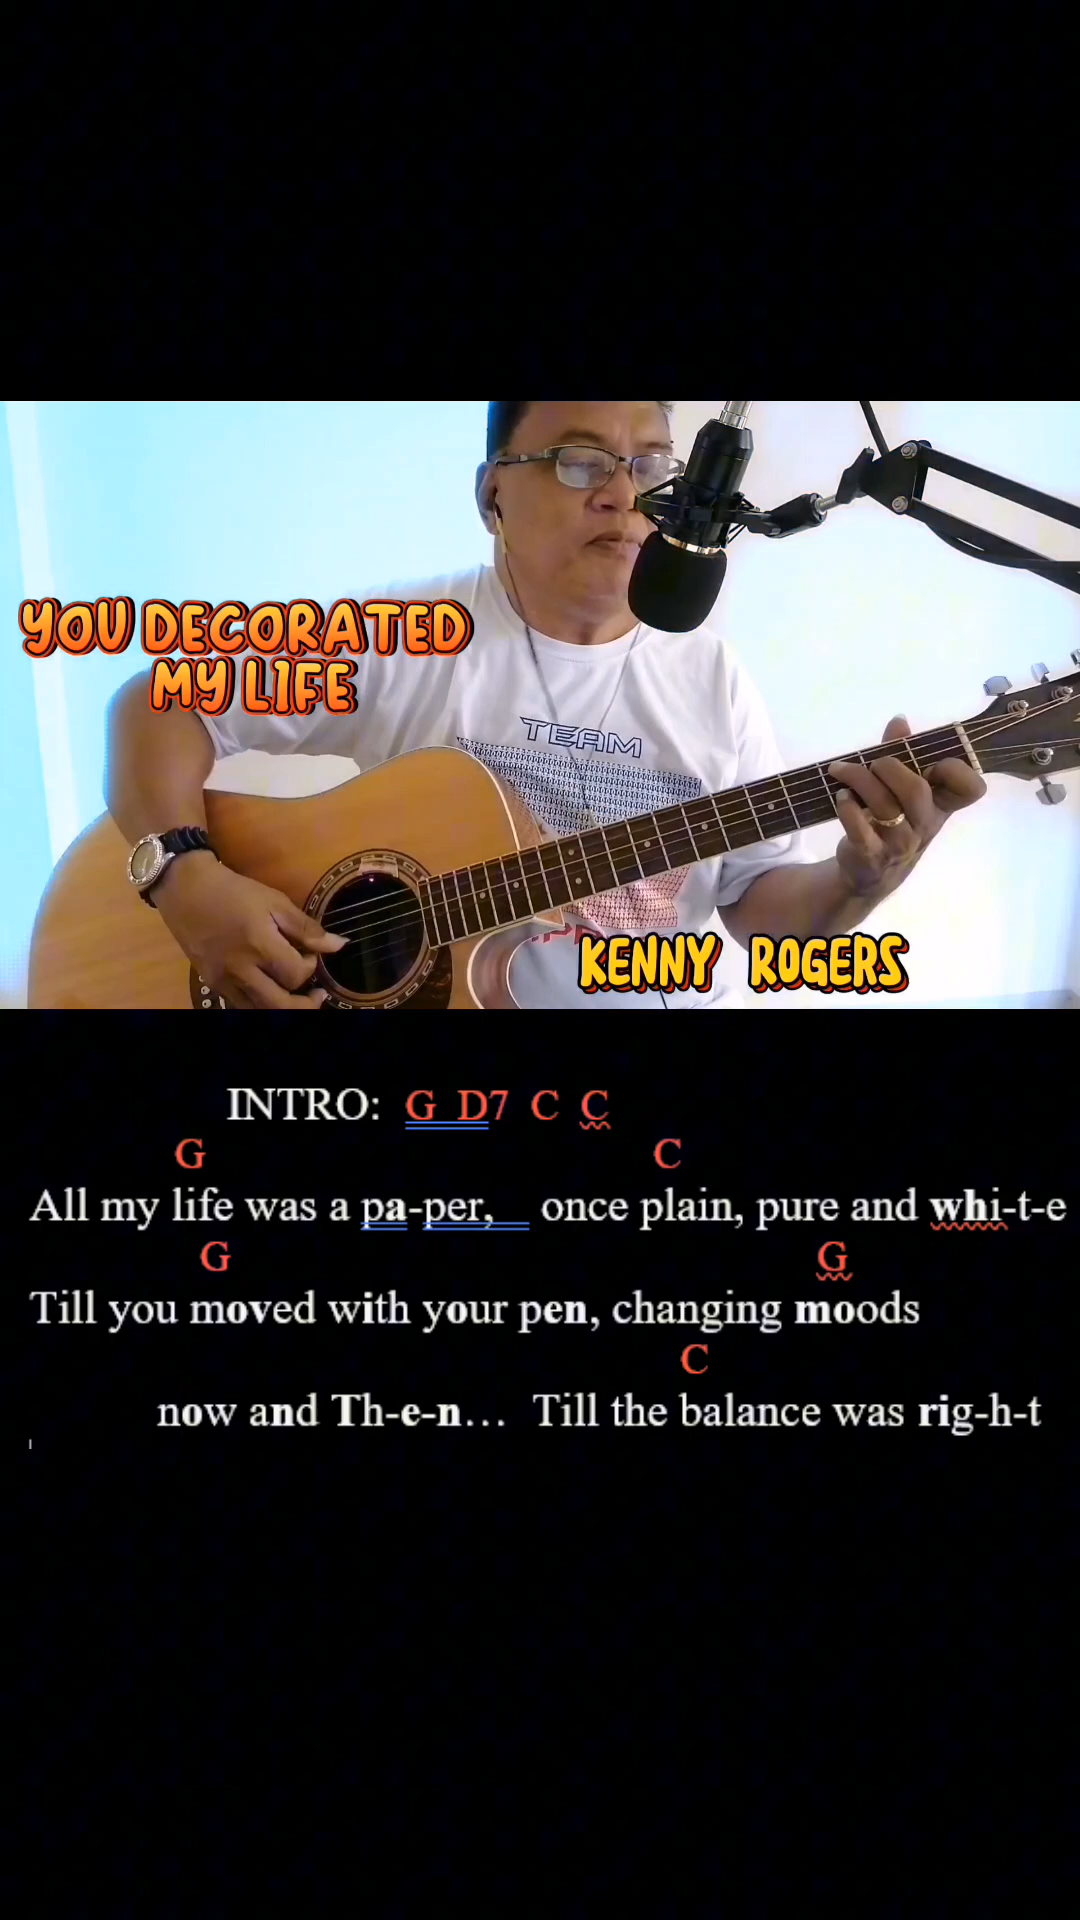 YOU DECORATED
MY LIFE
TEAM
KENNY ROGERS
INTRO: G D7 C C
G C
All my life was a pa-per, once plain, pure and whi-t-e
G G
Till you moved with your pen, changing moods
C
now and Th-e-n… Till the balance was rig-h-t